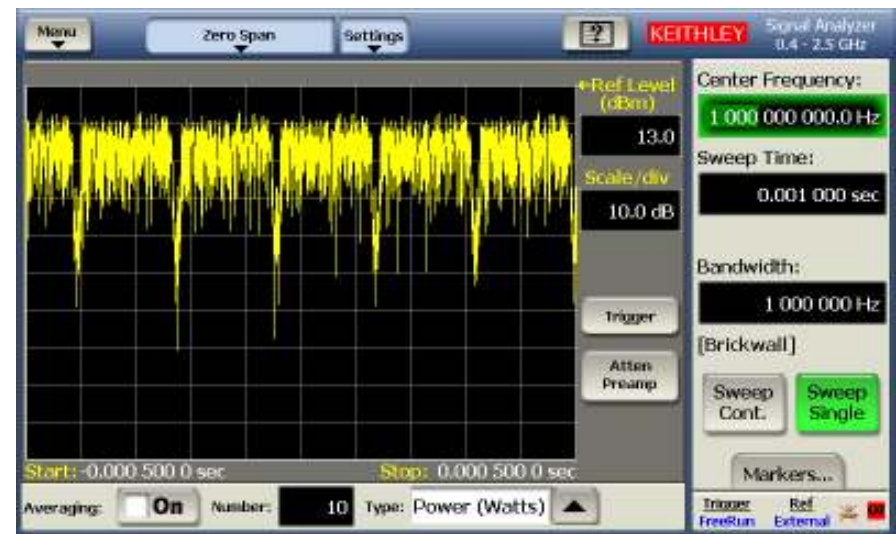 Menu
Zero Span
Settings
?
KEITHLEY
Signal Analyzer
0.4 - 2.5 GHz
Ref Level
(dBm)
13.0
Scale/div
10.0 dB
Trigger
Atten
Preamp
Center Frequency:
1 000 000 000.0 Hz
Sweep Time:
0.001 000 sec
Bandwidth:
1 000 000 Hz
[Brickwall]
Sweep
Cont.
Sweep
Single
Markers...
Start: -0.000 500 0 sec
Stop: 0.000 500 0 sec
Averaging:
On
Number:
10
Type:
Power (Watts)
Trigger
FreeRun
Ref
External